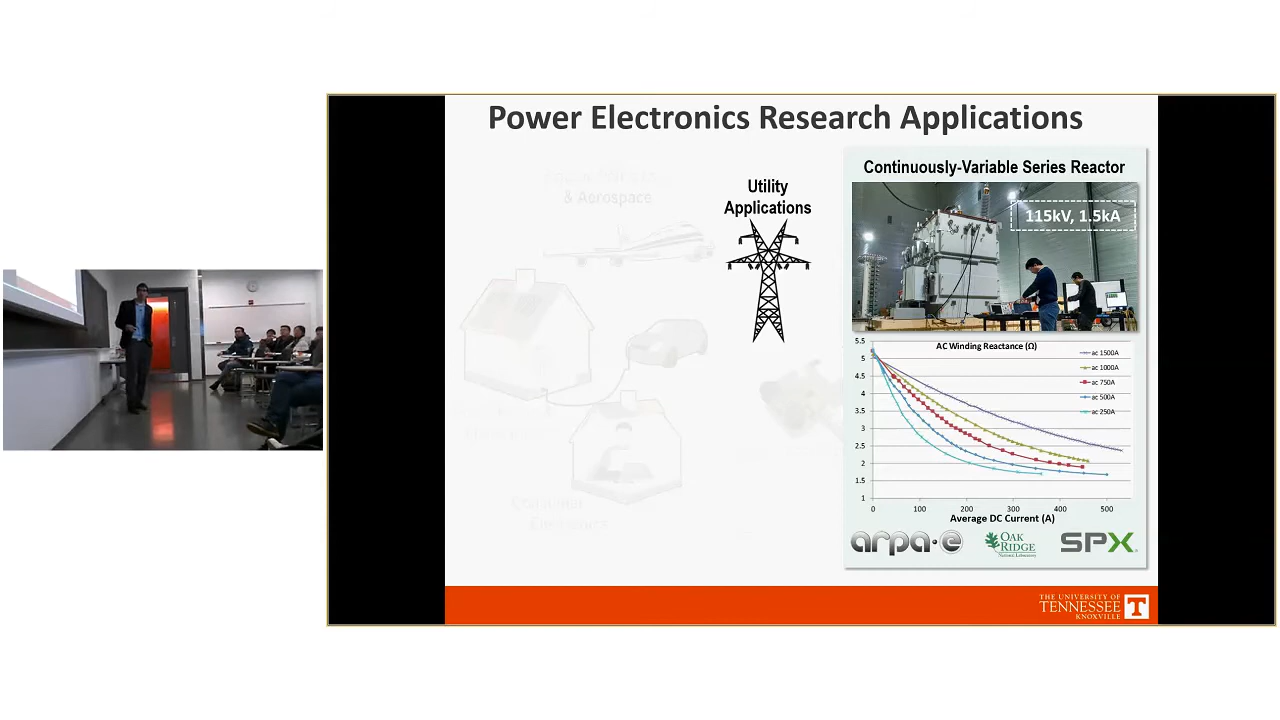 Power Electronics Research Applications
& Aerospace
Utility
Applications
Continuously-Variable Series Reactor
115kV, 1.5kA
AC Winding Reactance (Ω)
5.5
5
4.5
4
3.5
3
2.5
2
1.5
1
ac 1500A
ac 1000A
ac 750A
ac 500A
ac 250A
0
100
200
300
400
500
Average DC Current (A)
arpa·e
OAK
RIDGE
National Laboratory
SPX
THE UNIVERSITY OF
TENNESSEE
KNOXVILLE
T